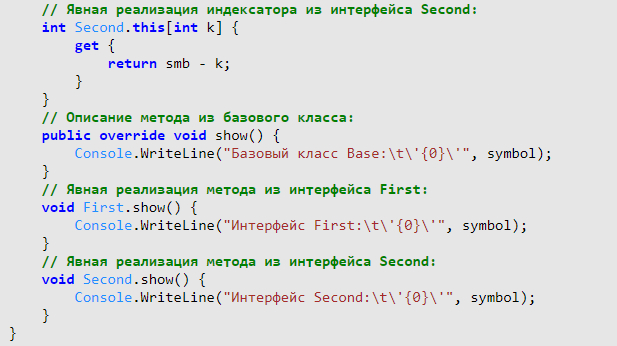 // Явная реализация индексатора из интерфейса Second:
int Second.this[int k] {
get {
return smb - k;
}
}
// Описание метода из базового класса:
public override void show() {
Console.WriteLine("Базовый класс Base:\t\'{0}\'", symbol);
}
// Явная реализация метода из интерфейса First:
void First.show() {
Console.WriteLine("Интерфейс First:\t\'{0}\'", symbol);
}
// Явная реализация метода из интерфейса Second:
void Second.show() {
Console.WriteLine("Интерфейс Second:\t\'{0}\'", symbol);
}
}